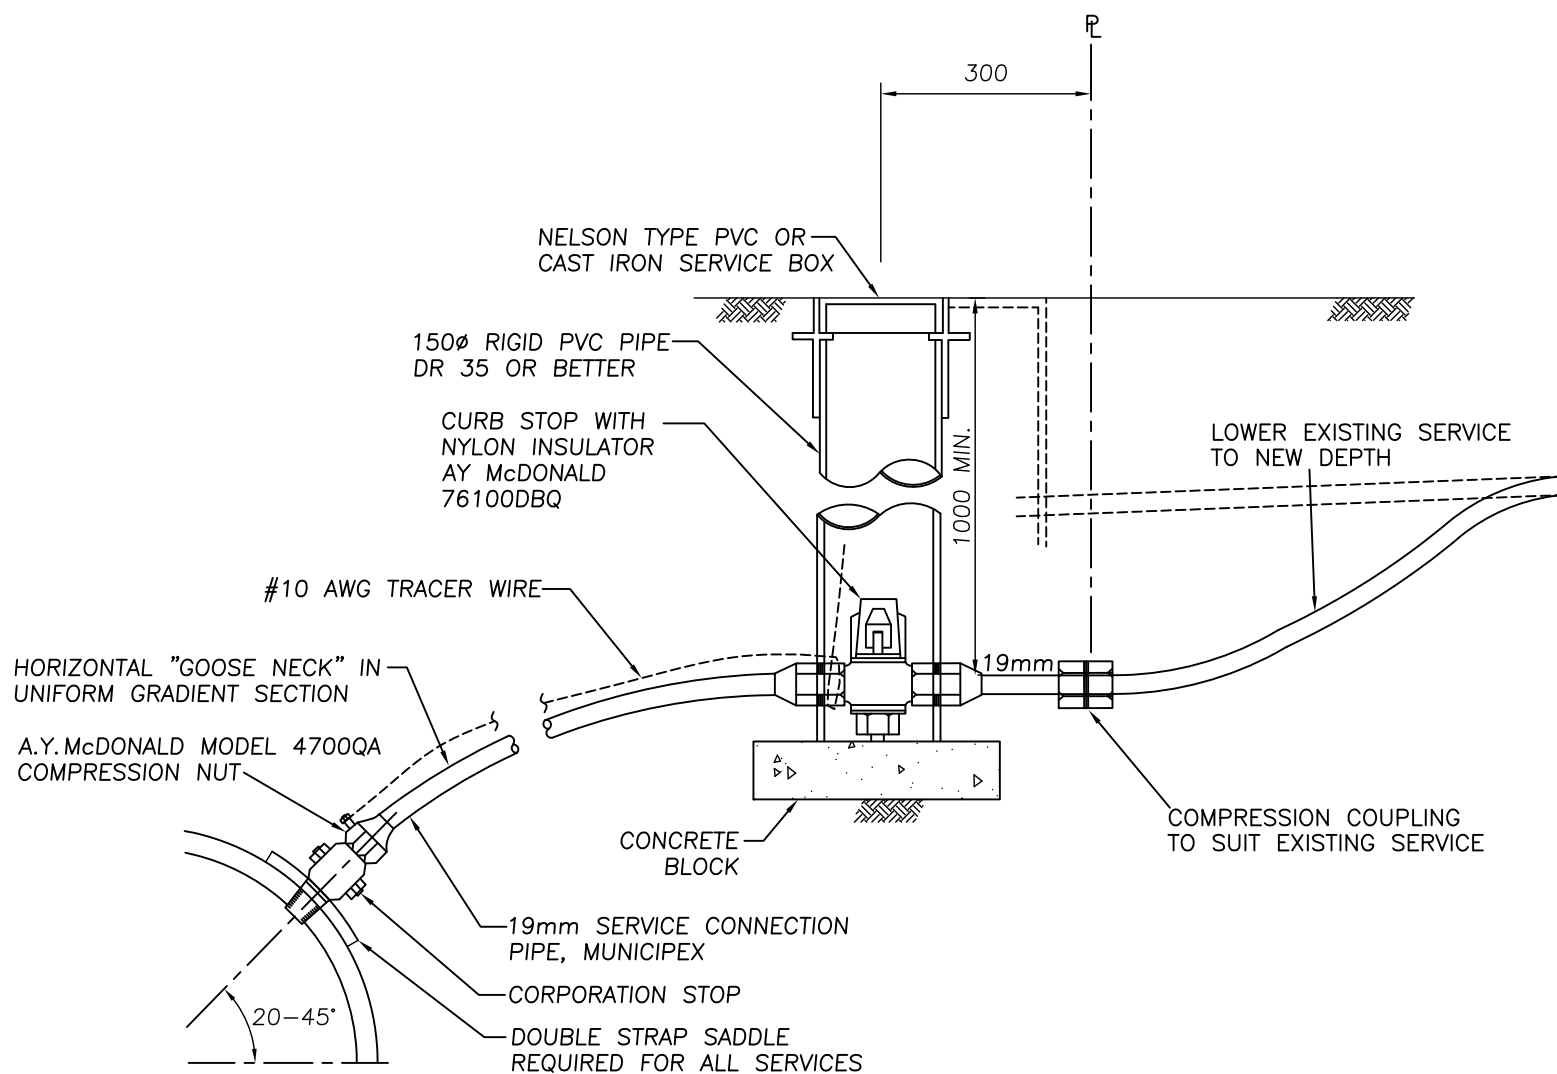 PL
300
NELSON TYPE PVC OR
CAST IRON SERVICE BOX
150ø RIGID PVC PIPE
DR 35 OR BETTER
CURB STOP WITH
NYLON INSULATOR
AY McDONALD
76100DBQ
1000 MIN.
LOWER EXISTING SERVICE
TO NEW DEPTH
#10 AWG TRACER WIRE
HORIZONTAL "GOOSE NECK" IN
UNIFORM GRADIENT SECTION
19mm
A.Y.McDONALD MODEL 4700QA
COMPRESSION NUT
COMPRESSION COUPLING
TO SUIT EXISTING SERVICE
CONCRETE
BLOCK
19mm SERVICE CONNECTION
PIPE, MUNICIPEX
CORPORATION STOP
20-45°
DOUBLE STRAP SADDLE
REQUIRED FOR ALL SERVICES